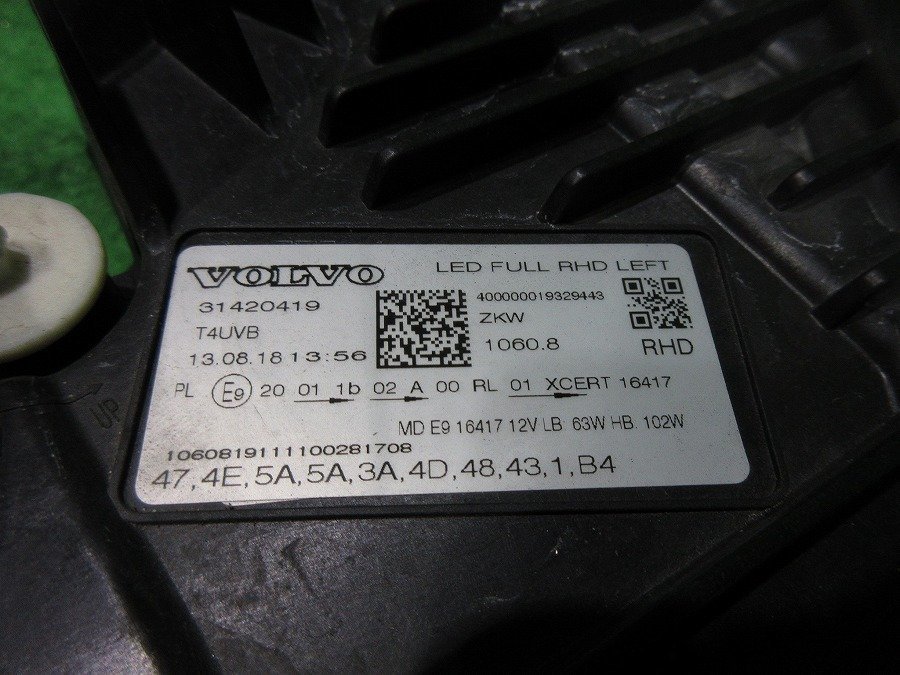 VOLVO LED FULL RHD LEFT
31420419 400000019329443
T4UVB ZKW
13.08.18 13:56 1060.8 RHD
PL E9 20 01 1b 02 A 00 RL 01 XCERT 16417
MD E9 16417 12V LB: 63W HB: 102W
1060819111100281708
47,4E,5A,5A,3A,4D,48,43,1,B4
UP